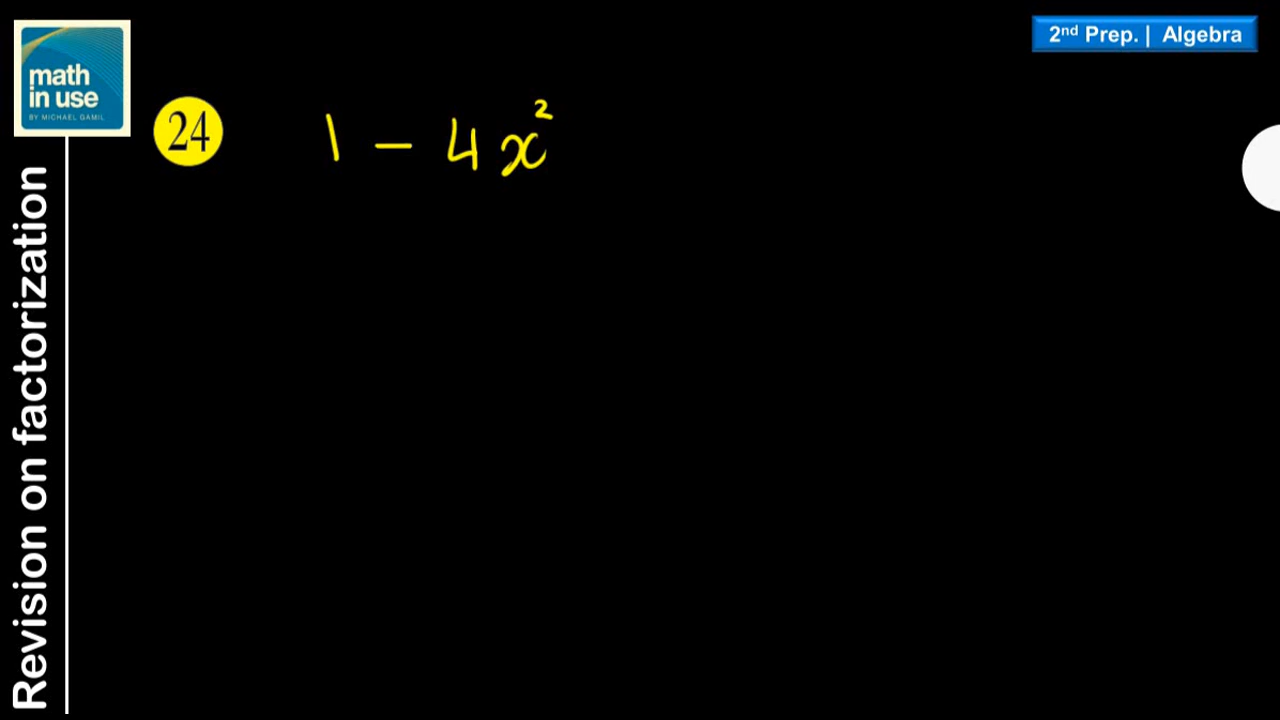 math
in use
BY MICHAEL GAMIL
2nd Prep. | Algebra
24 1 - 4x²
Revision on factorization